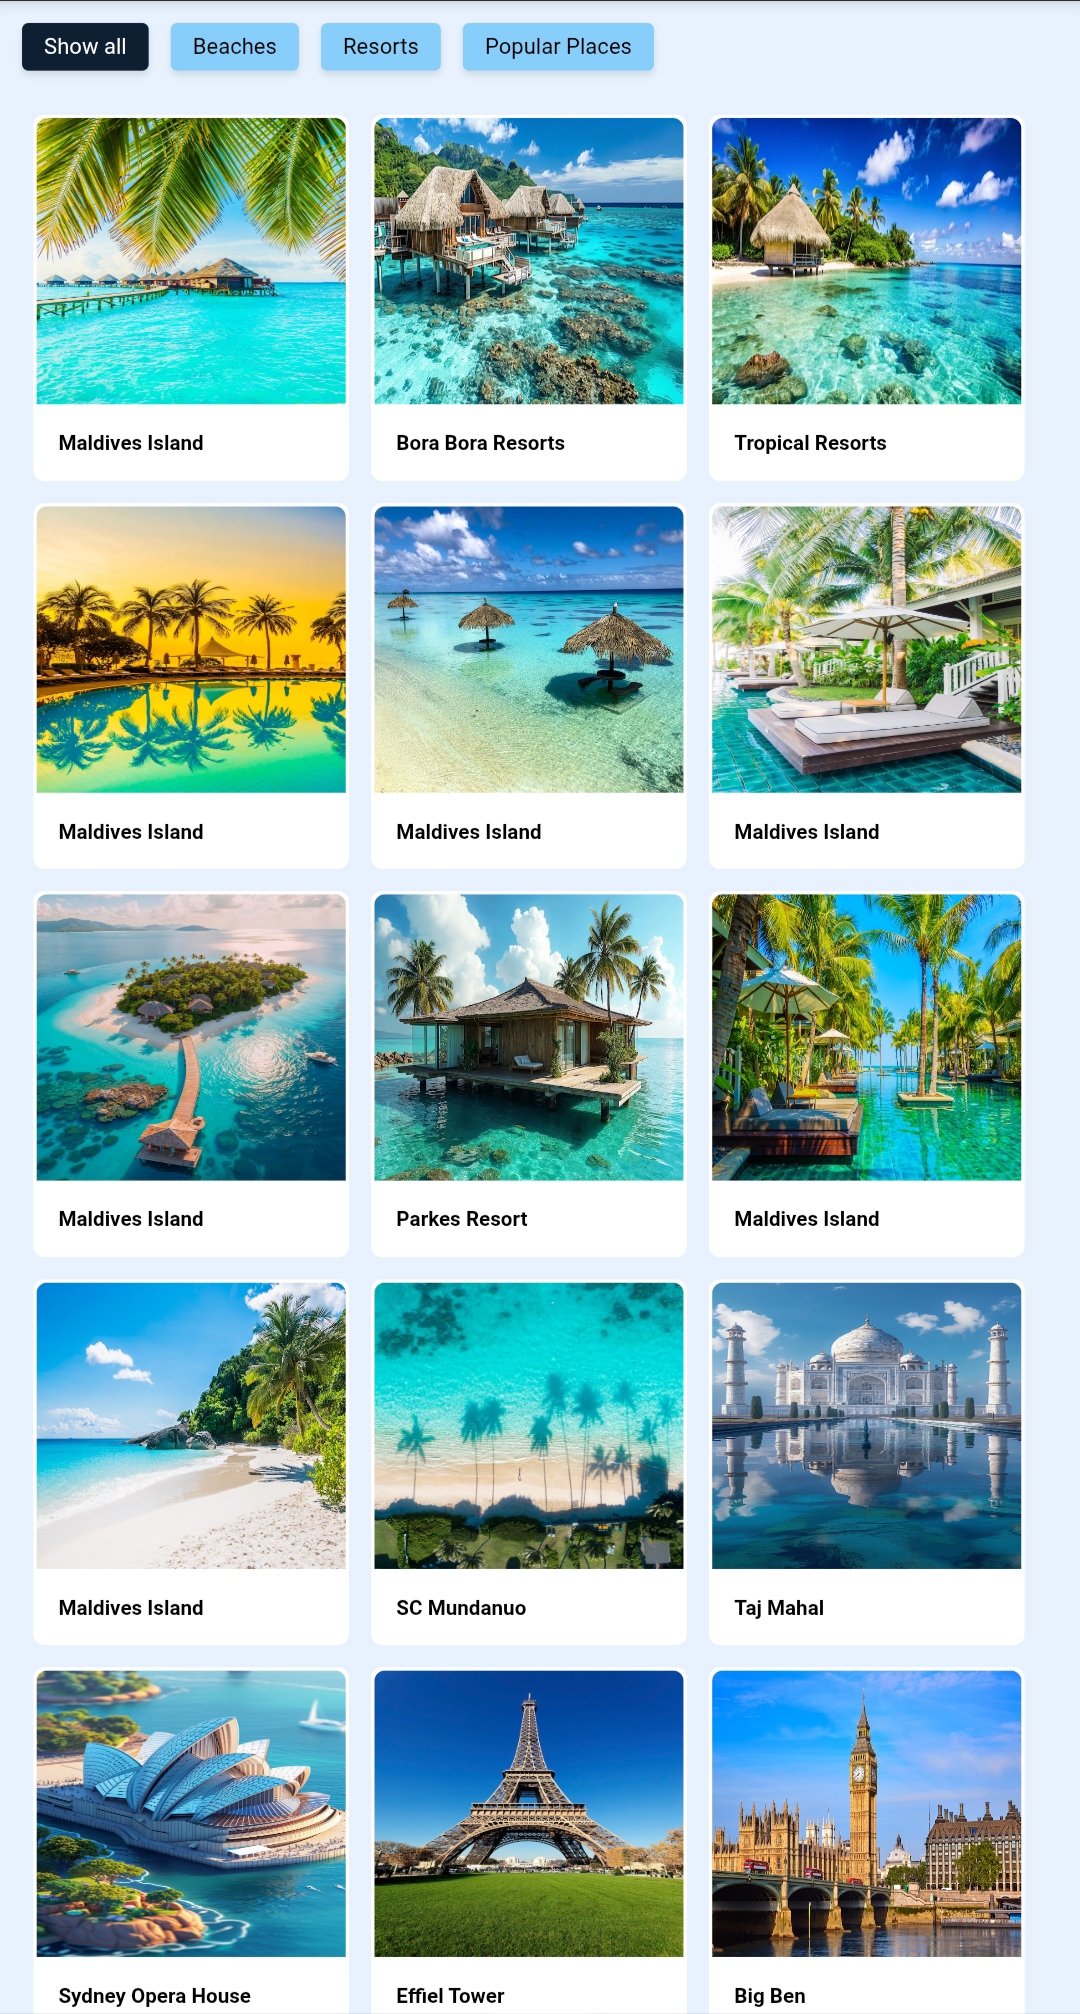 Show all
Beaches
Resorts
Popular Places
Maldives Island
Bora Bora Resorts
Tropical Resorts
Maldives Island
Maldives Island
Maldives Island
Maldives Island
Parkes Resort
Maldives Island
Maldives Island
SC Mundanuo
Taj Mahal
Sydney Opera House
Effiel Tower
Big Ben